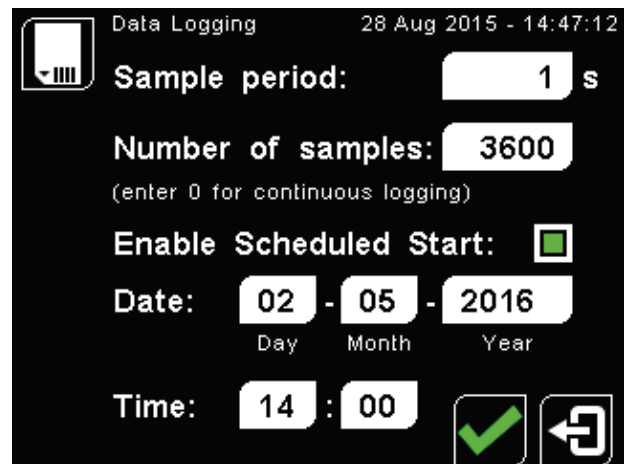 Data Logging 28 Aug 2015 - 14:47:12
Sample period: 1 s
Number of samples: 3600
(enter 0 for continuous logging)
Enable Scheduled Start:
Date: 02 - 05 - 2016
Day Month Year
Time: 14 : 00